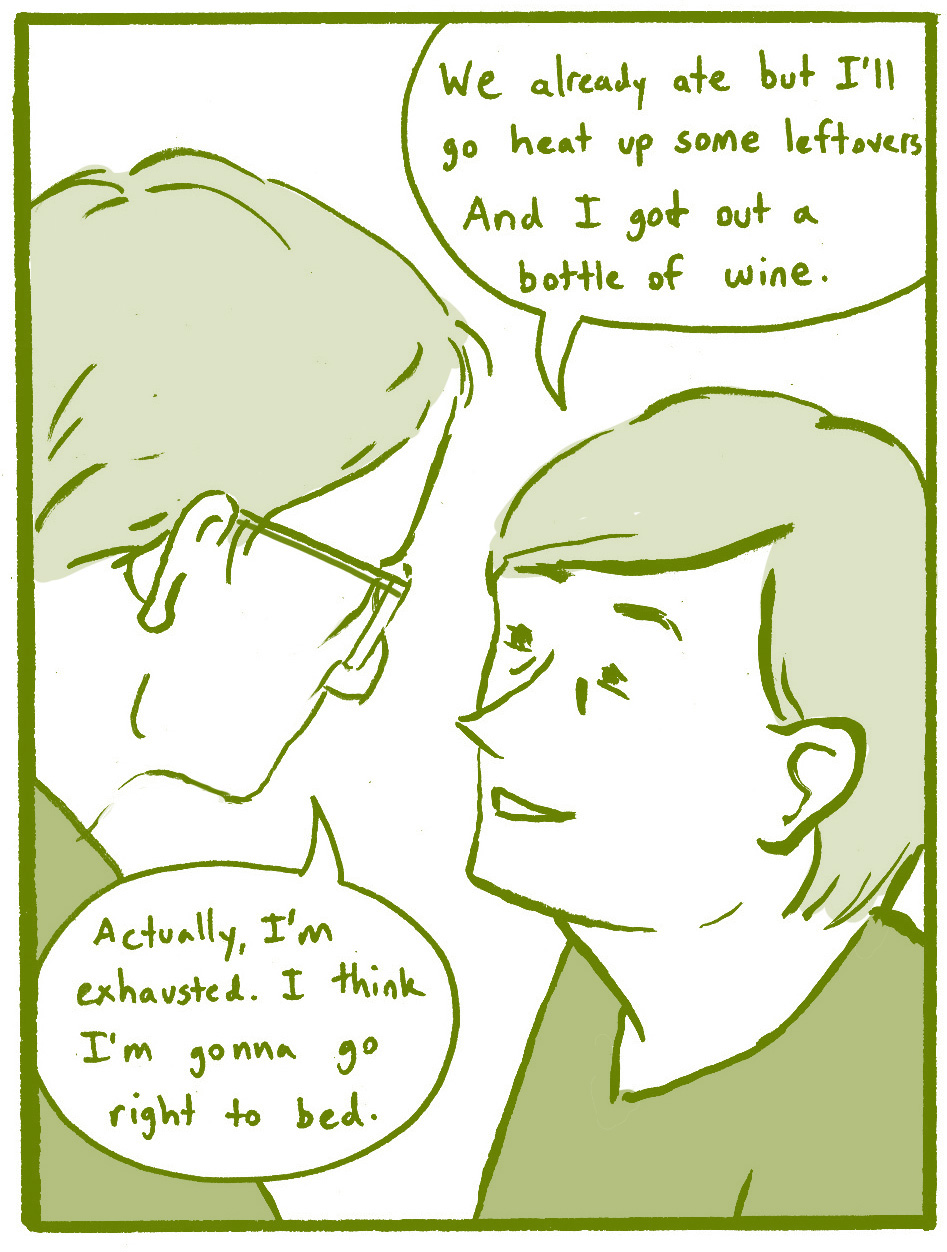 We already ate but I'll
go heat up some leftovers
And I got out a
bottle of wine.
Actually, I'm
exhausted. I think
I'm gonna go
right to bed.